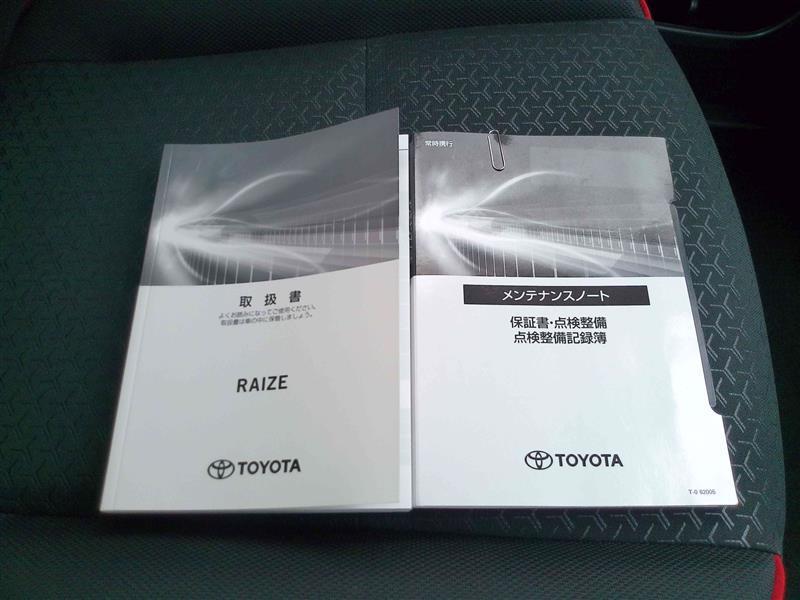 取扱書
よくお読みになってご使用ください。
取扱書は車の中に保管しましょう。
RAIZE
TOYOTA
常時携行
メンテナンスノート
保証書・点検整備
点検整備記録簿
TOYOTA